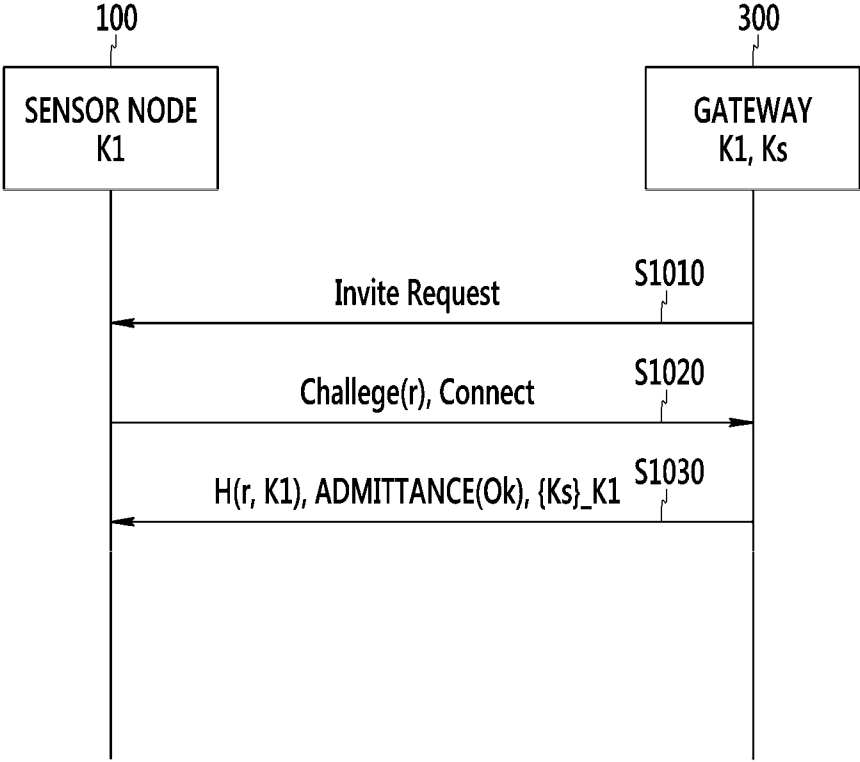 100
300
SENSOR NODE
K1
GATEWAY
K1, Ks
S1010
Invite Request
S1020
Challege(r), Connect
S1030
H(r, K1), ADMITTANCE(Ok), {Ks}_K1